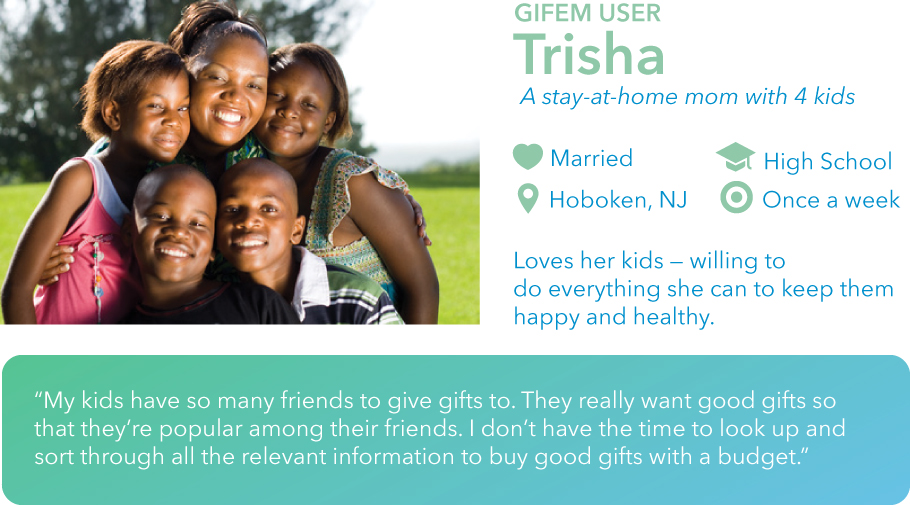 GIFEM USER
Trisha
A stay-at-home mom with 4 kids
Married
High School
Hoboken, NJ
Once a week
Loves her kids – willing to
do everything she can to keep them
happy and healthy.
“My kids have so many friends to give gifts to. They really want good gifts so
that they‘re popular among their friends. I don’t have the time to look up and
sort through all the relevant information to buy good gifts with a budget.”